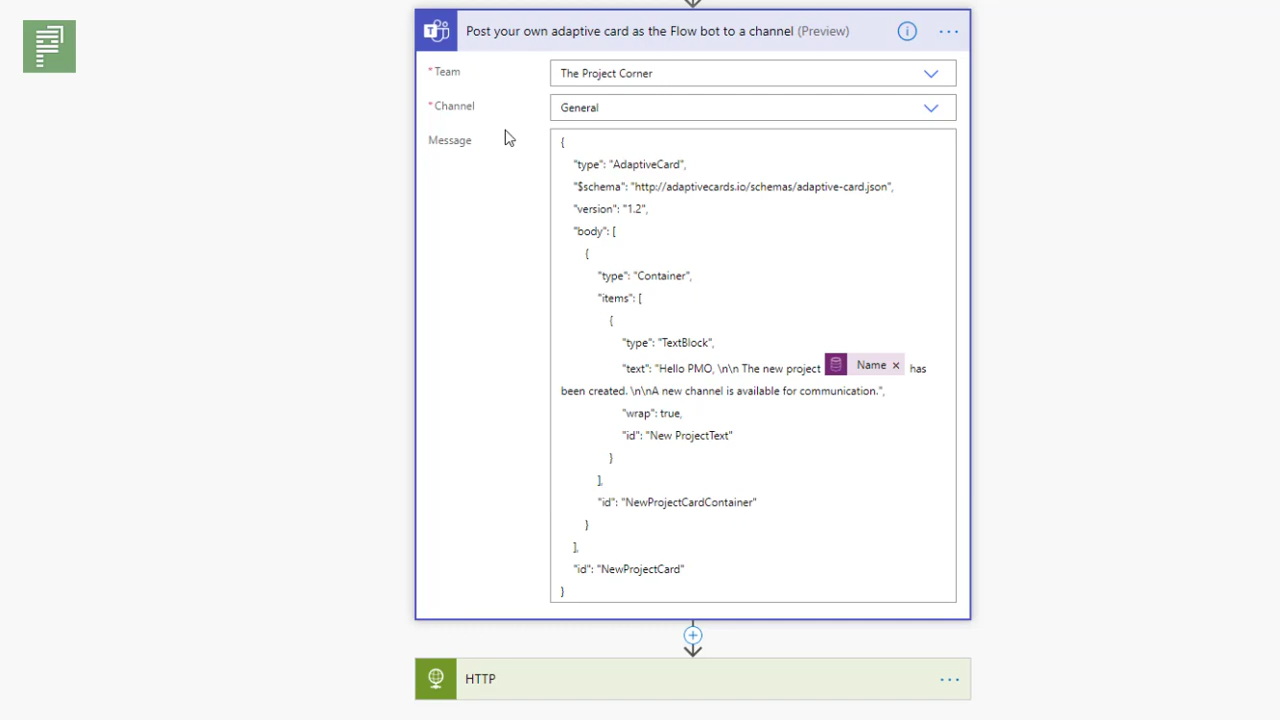 Post your own adaptive card as the Flow bot to a channel (Preview)
* Team
The Project Corner
* Channel
General
Message
{
"type": "AdaptiveCard",
"$schema": "http://adaptivecards.io/schemas/adaptive-card.json",
"version": "1.2",
"body": [
{
"type": "Container",
"items": [
{
"type": "TextBlock",
"text": "Hello PMO, \n\n The new project Name × has
been created. \n\nA new channel is available for communication.",
"wrap": true,
"id": "New ProjectText"
}
],
"id": "NewProjectCardContainer"
}
],
"id": "NewProjectCard"
}
HTTP